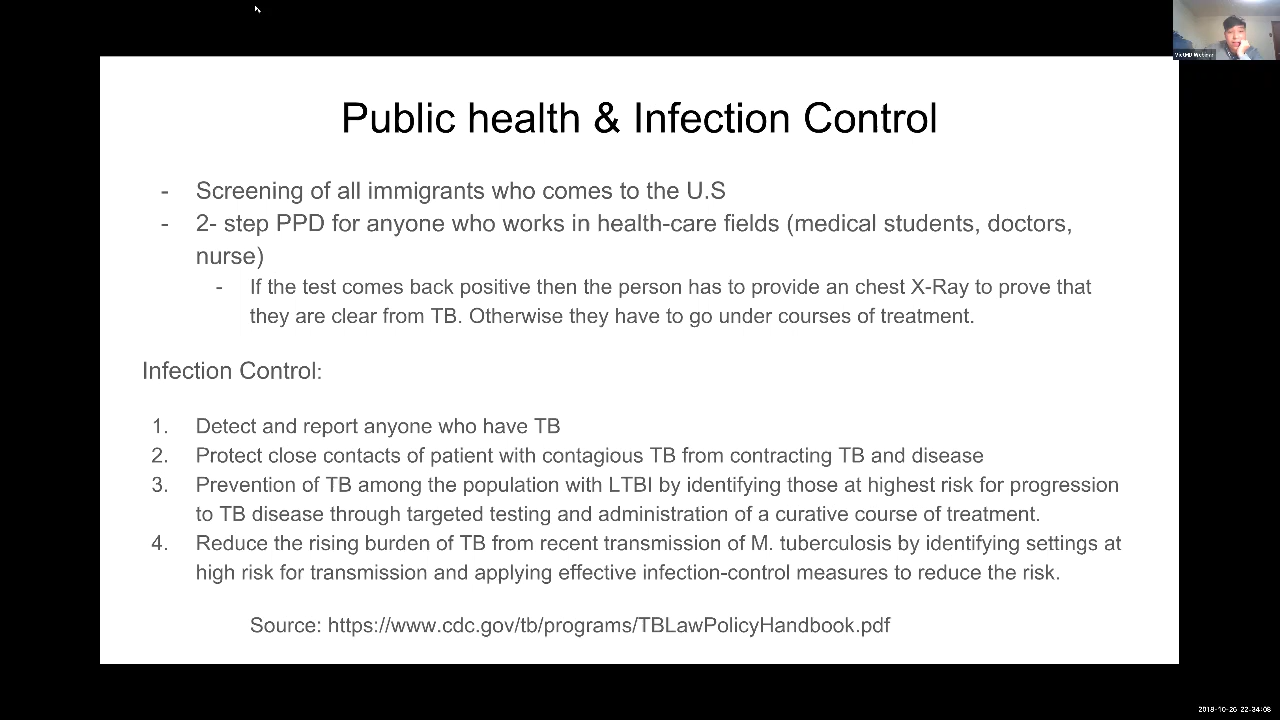 VietMD Webinar
Public health & Infection Control
- Screening of all immigrants who comes to the U.S
- 2- step PPD for anyone who works in health-care fields (medical students, doctors,
nurse)
- If the test comes back positive then the person has to provide an chest X-Ray to prove that
they are clear from TB. Otherwise they have to go under courses of treatment.
Infection Control:
1. Detect and report anyone who have TB
2. Protect close contacts of patient with contagious TB from contracting TB and disease
3. Prevention of TB among the population with LTBI by identifying those at highest risk for progression
to TB disease through targeted testing and administration of a curative course of treatment.
4. Reduce the rising burden of TB from recent transmission of M. tuberculosis by identifying settings at
high risk for transmission and applying effective infection-control measures to reduce the risk.
Source: https://www.cdc.gov/tb/programs/TBLawPolicyHandbook.pdf
2018-10-26 22:34:08